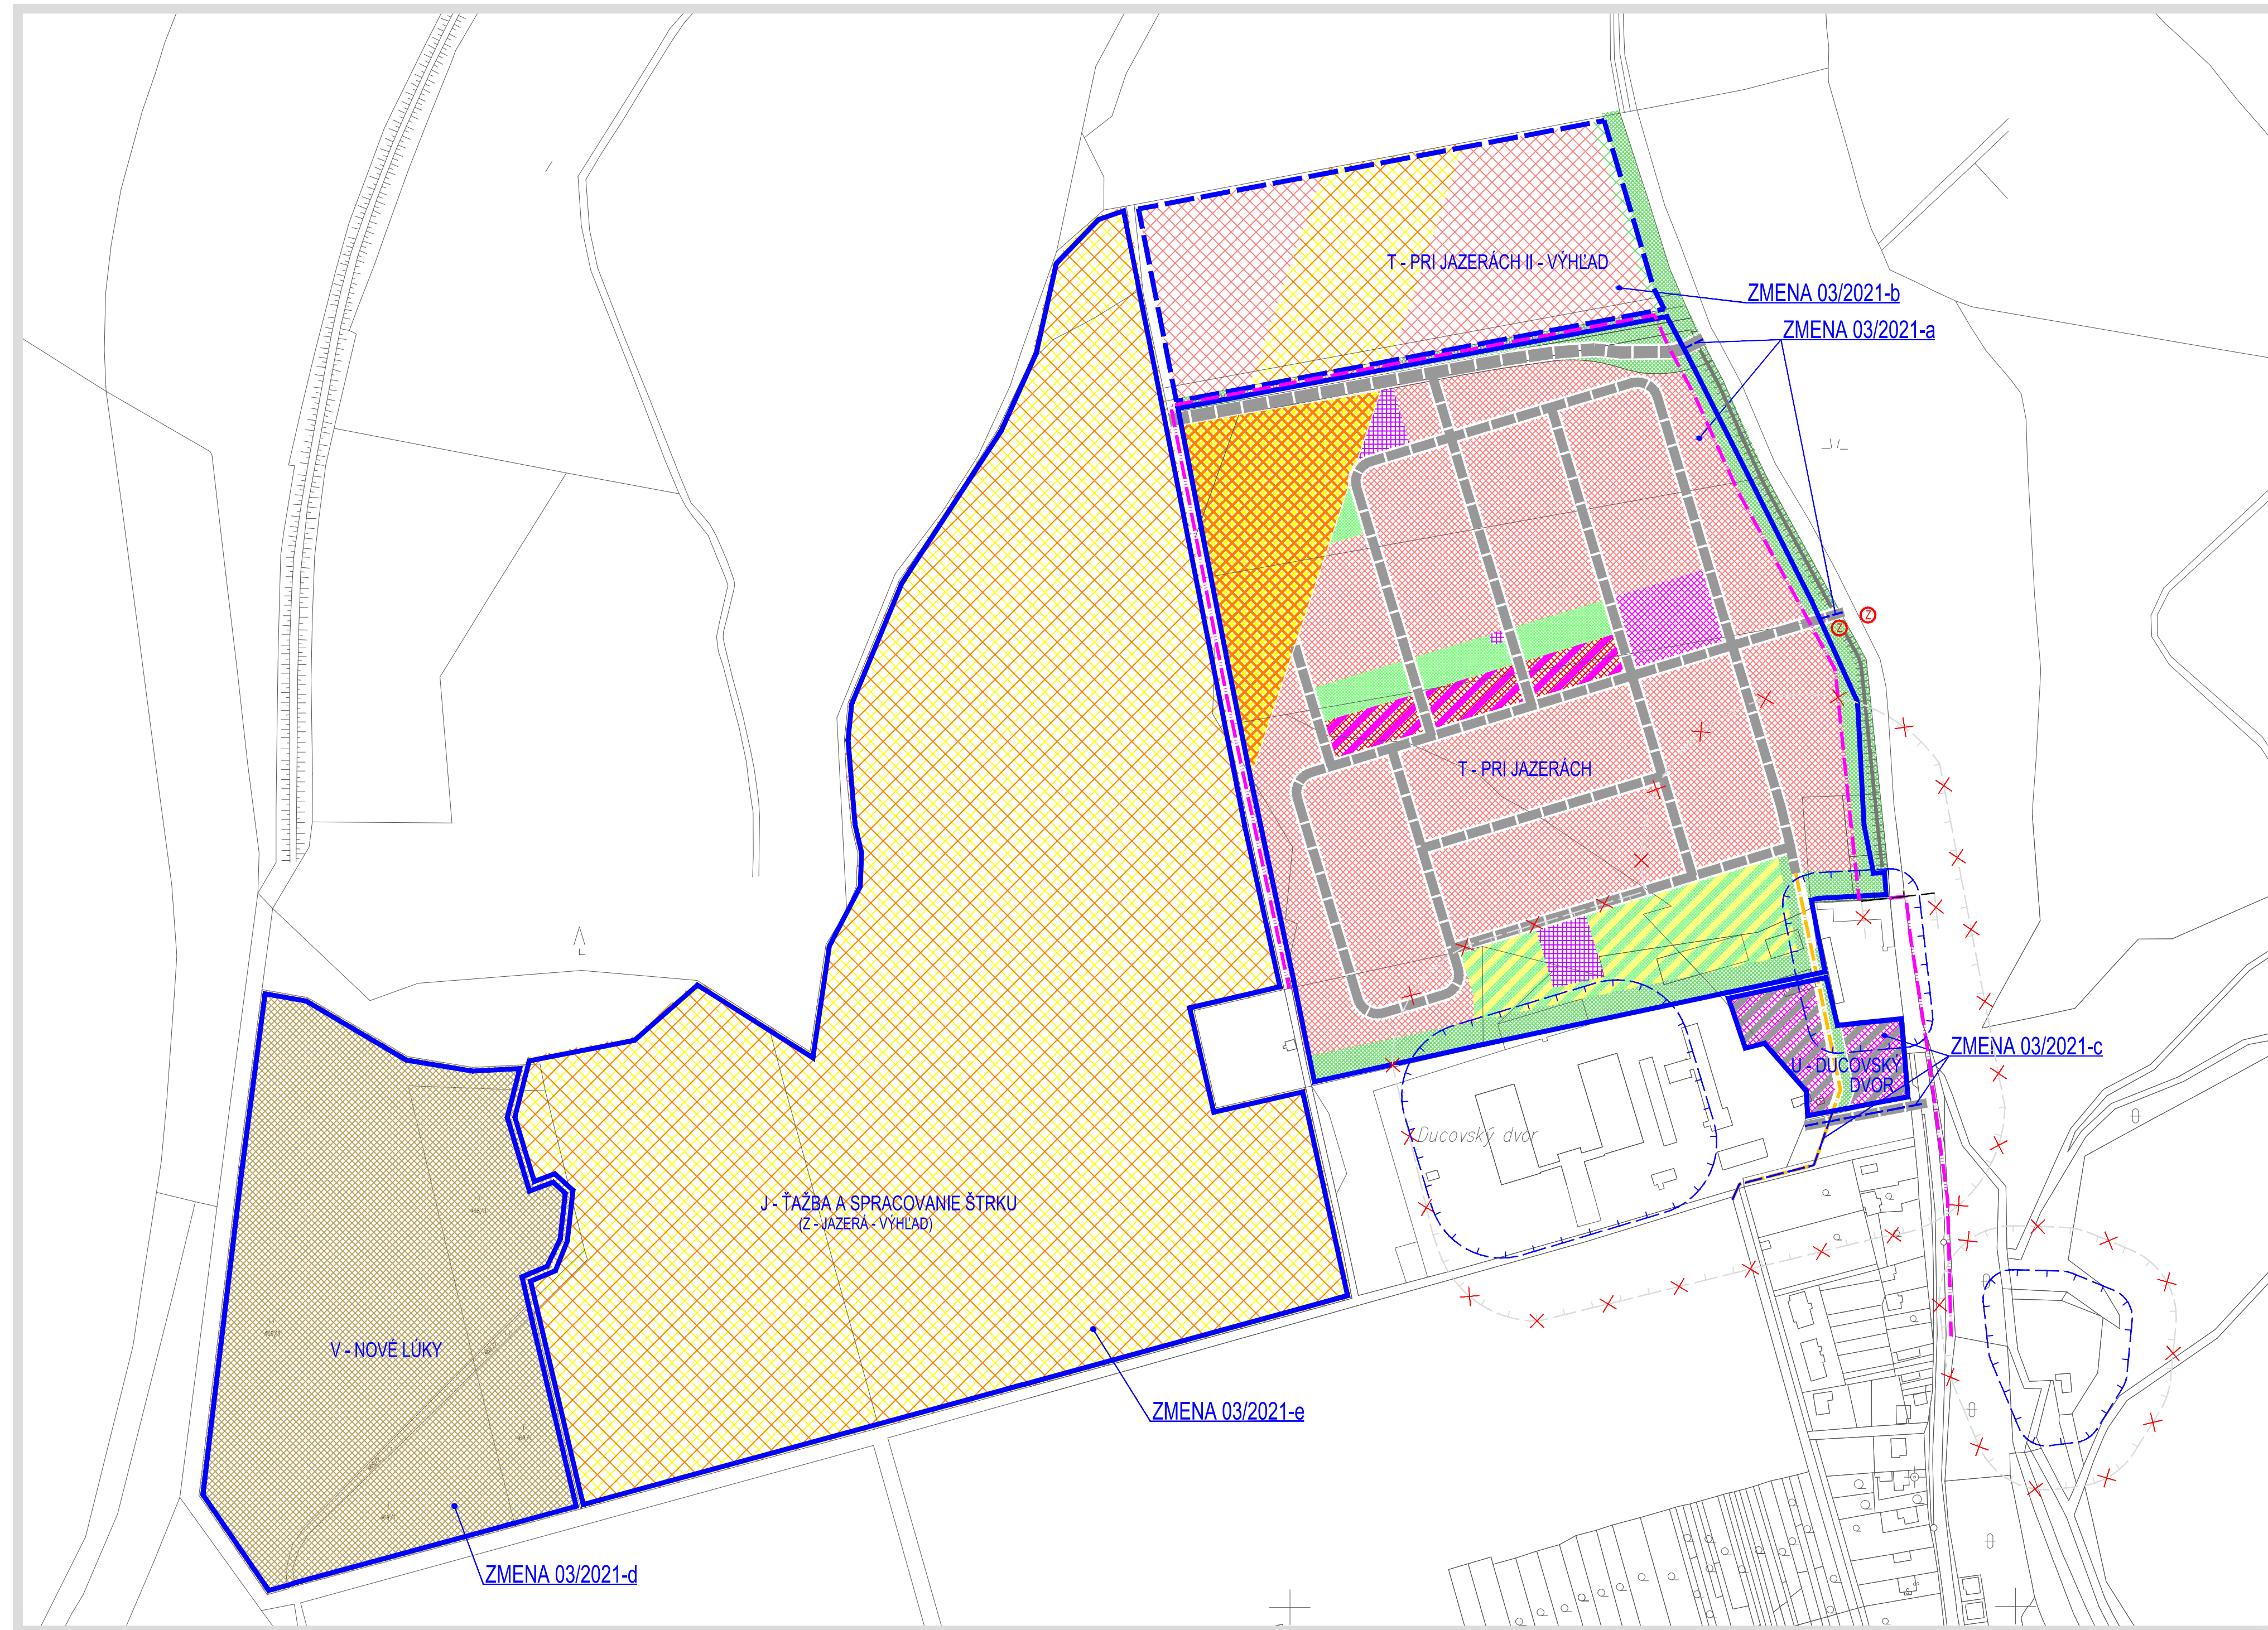 T - PRI JAZERÁCH II - VÝHĽAD
ZMENA 03/2021-b
ZMENA 03/2021-a
Z
Z
T - PRI JAZERÁCH
ZMENA 03/2021-c
U - DUCOVSKÝ
DVOR
Ducovský dvor
J - ŤAŽBA A SPRACOVANIE ŠTRKU
(Z - JAZERÁ - VÝHĽAD)
V - NOVÉ LÚKY
ZMENA 03/2021-e
ZMENA 03/2021-d